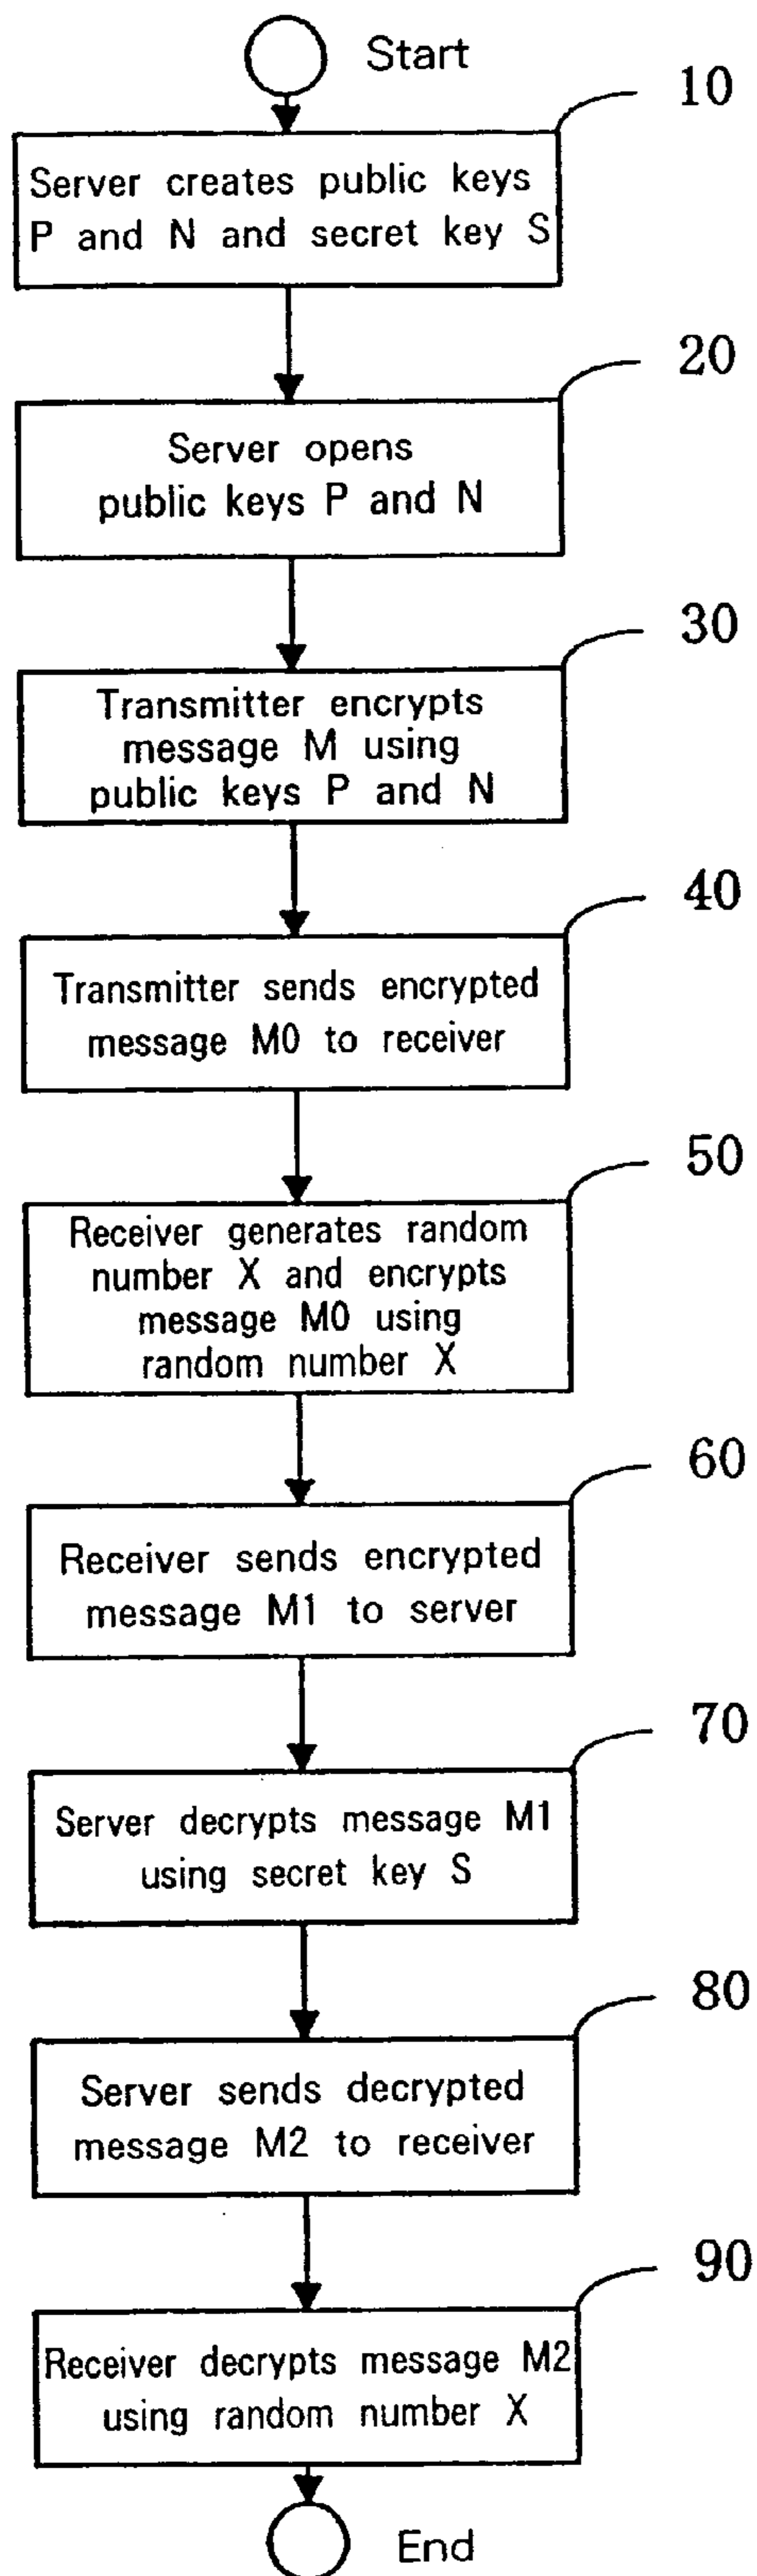 Start
10
Server creates public keys
P and N and secret key S
20
Server opens
public keys P and N
30
Transmitter encrypts
message M using
public keys P and N
40
Transmitter sends encrypted
message M0 to receiver
50
Receiver generates random
number X and encrypts
message M0 using
random number X
60
Receiver sends encrypted
message M1 to server
70
Server decrypts message M1
using secret key S
80
Server sends decrypted
message M2 to receiver
90
Receiver decrypts message M2
using random number X
End